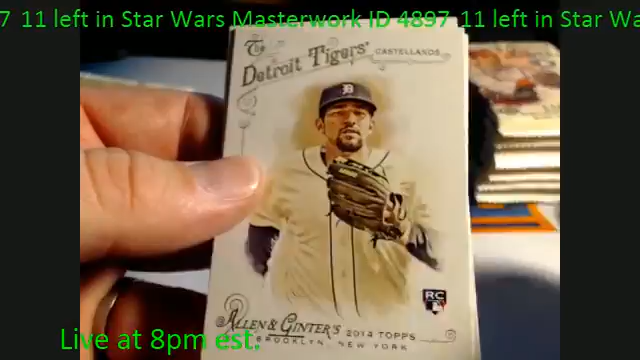 7 11 left in Star Wars Masterwork ID 4897 11 left in Star Wa
The
Detroit Tigers'
CASTELLANOS
D
RC
ALLEN & GINTER'S 2014 TOPPS
BROOKLYN, NEW YORK
Live at 8pm est.